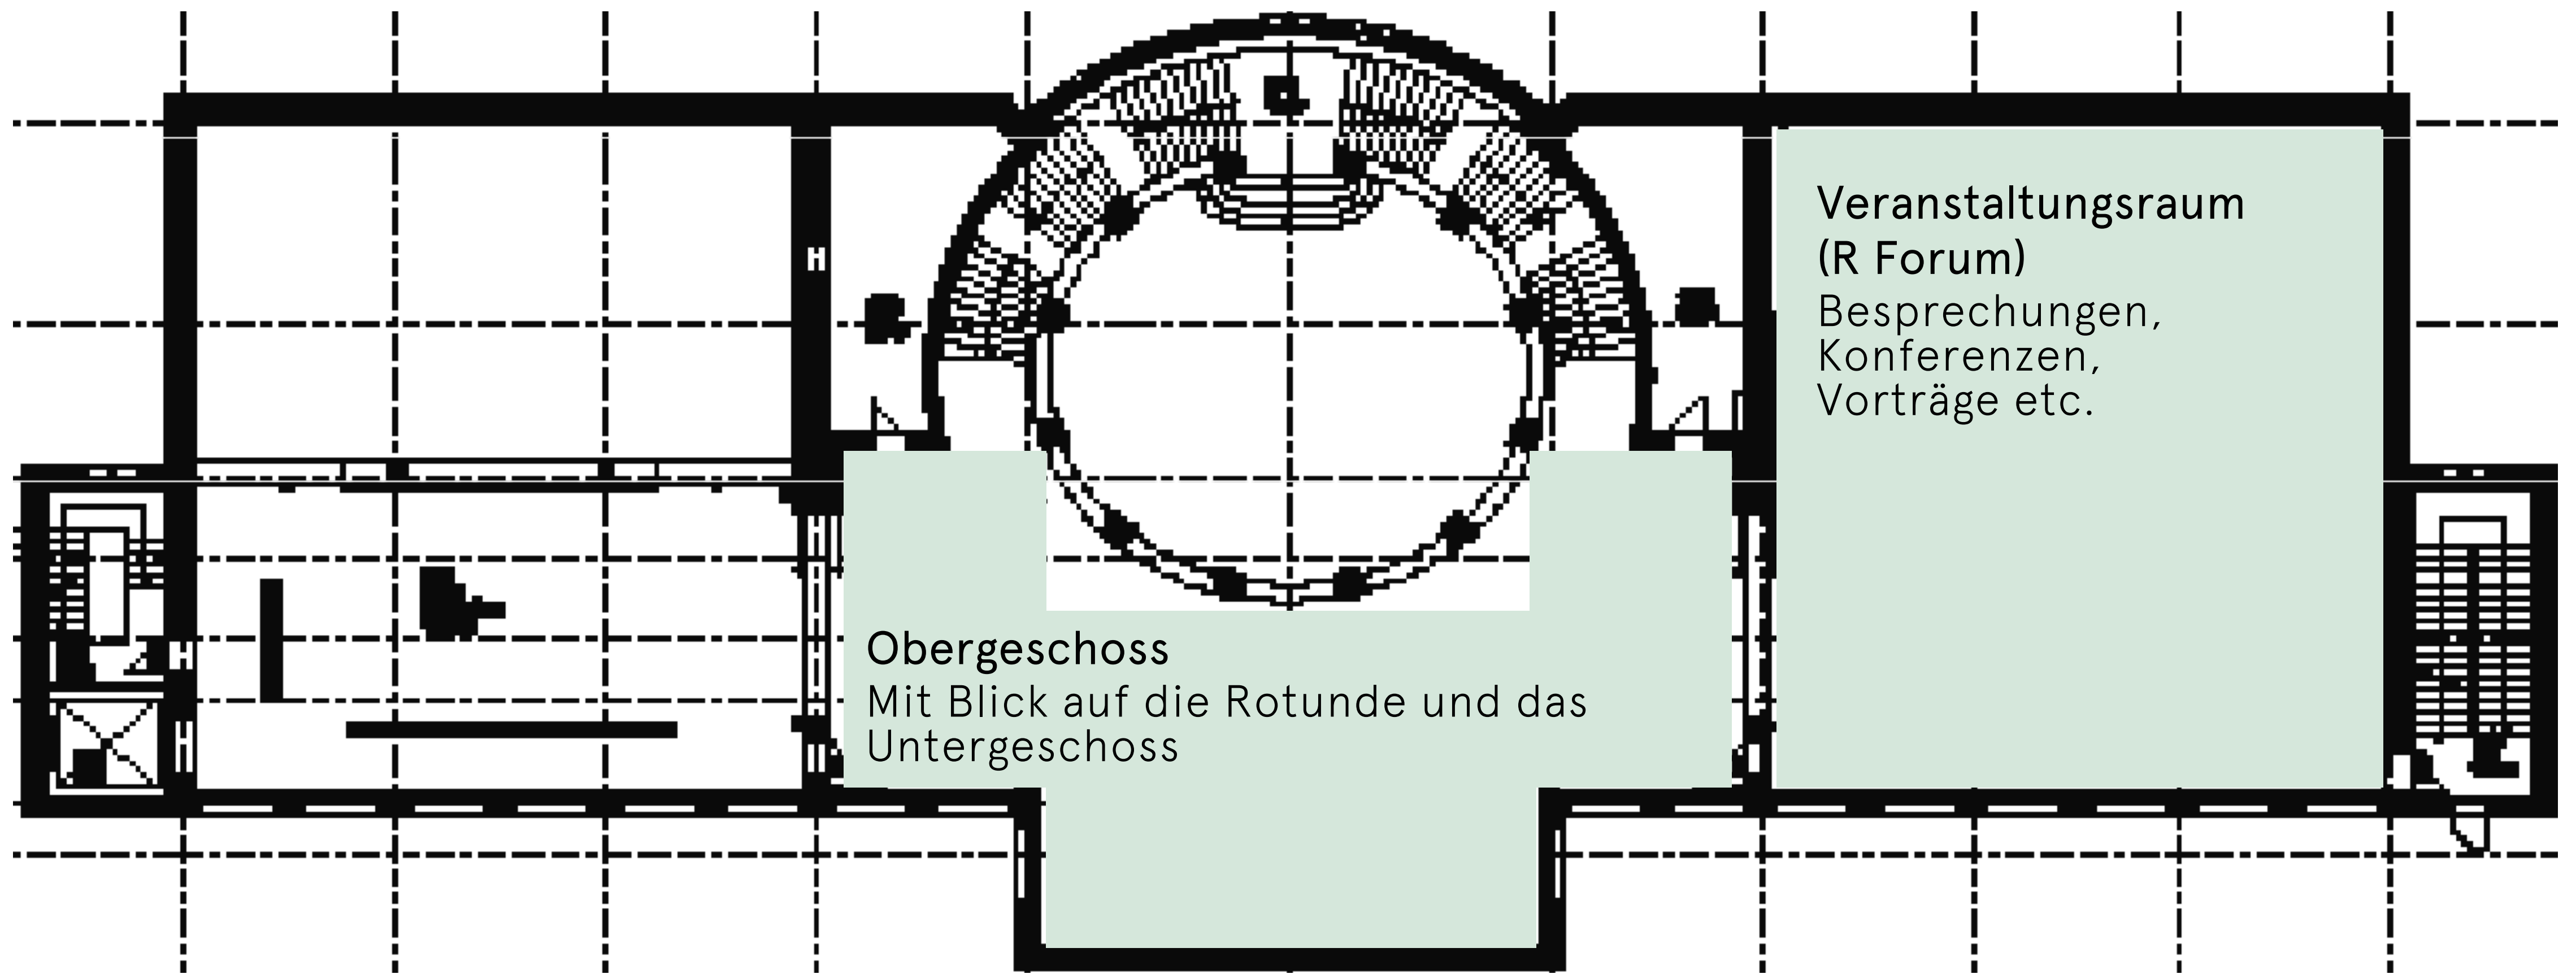 Veranstaltungsraum
(R Forum)
Besprechungen,
Konferenzen,
Vorträge etc.
Obergeschoss
Mit Blick auf die Rotunde und das
Untergeschoss